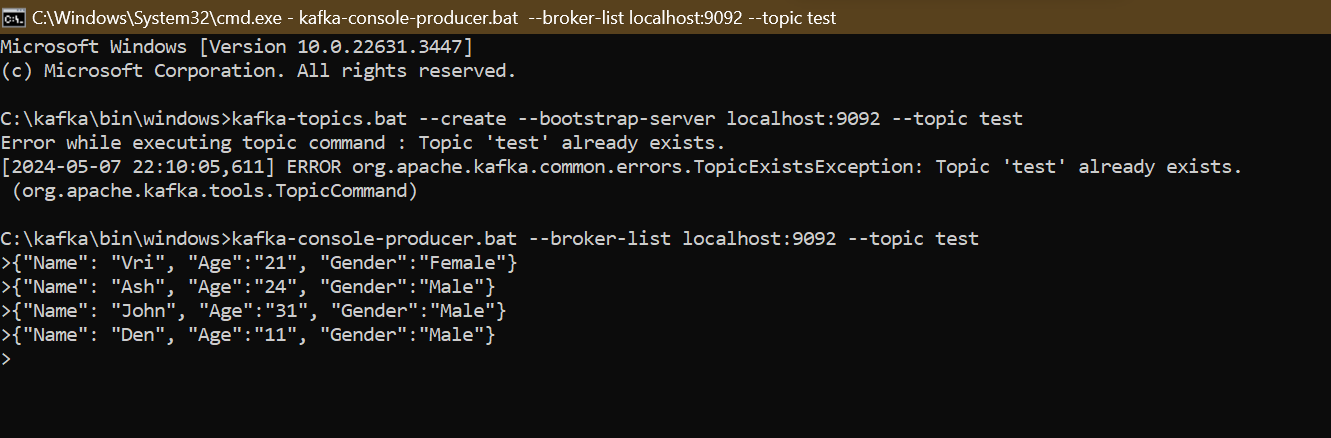 C:\Windows\System32\cmd.exe - kafka-console-producer.bat  --broker-list localhost:9092 --topic test
Microsoft Windows [Version 10.0.22631.3447]
(c) Microsoft Corporation. All rights reserved.
C:\kafka\bin\windows>kafka-topics.bat --create --bootstrap-server localhost:9092 --topic test
Error while executing topic command : Topic 'test' already exists.
[2024-05-07 22:10:05,611] ERROR org.apache.kafka.common.errors.TopicExistsException: Topic 'test' already exists.
 (org.apache.kafka.tools.TopicCommand)
C:\kafka\bin\windows>kafka-console-producer.bat --broker-list localhost:9092 --topic test
>{"Name": "Vri", "Age":"21", "Gender":"Female"}
>{"Name": "Ash", "Age":"24", "Gender":"Male"}
>{"Name": "John", "Age":"31", "Gender":"Male"}
>{"Name": "Den", "Age":"11", "Gender":"Male"}
>